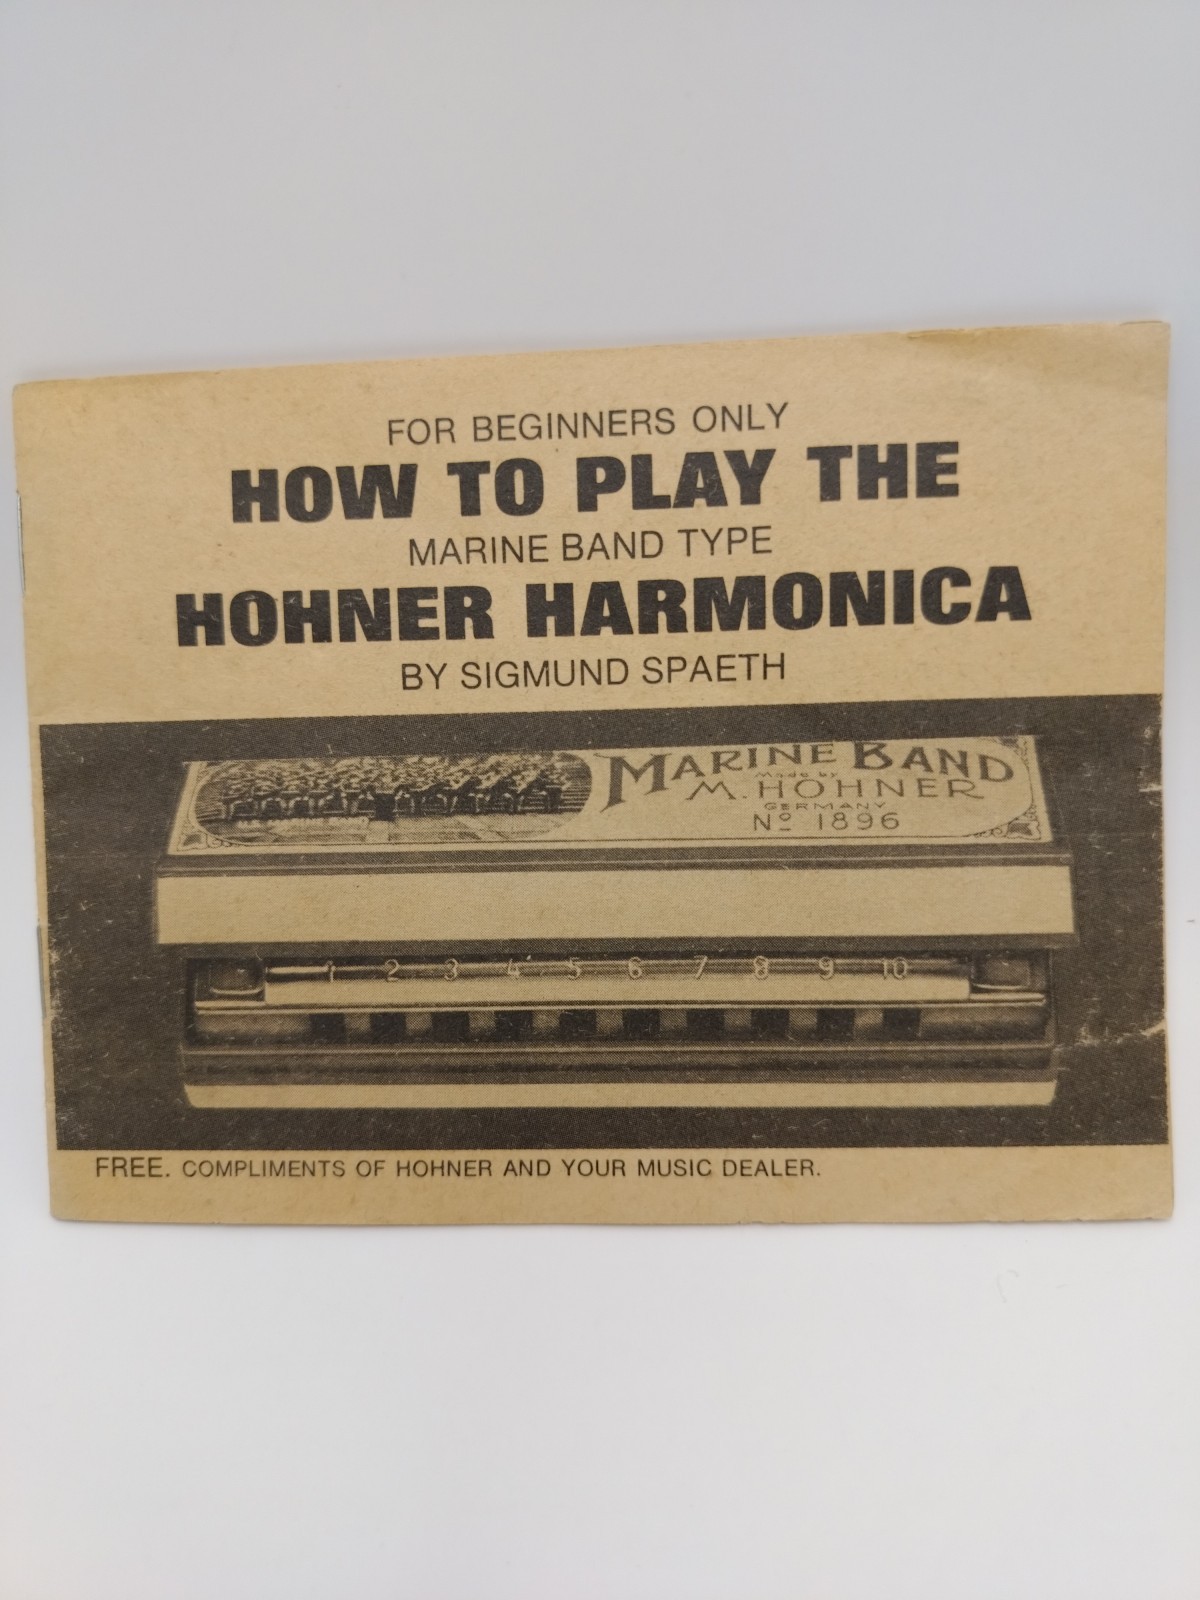 FOR BEGINNERS ONLY
HOW TO PLAY THE
MARINE BAND TYPE
HOHNER HARMONICA
BY SIGMUND SPAETH
MARINE BAND
Made by
M. HOHNER
GERMANY
Nº 1896
1 2 3 4 5 6 7 8 9 10
FREE. COMPLIMENTS OF HOHNER AND YOUR MUSIC DEALER.